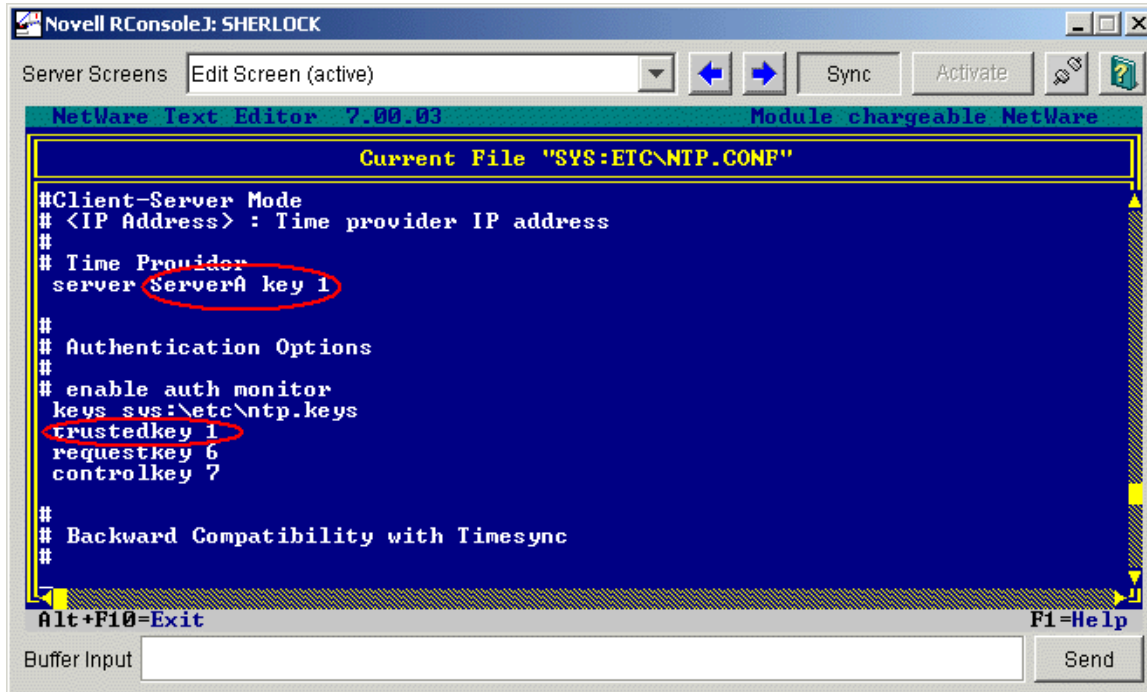 Novell RConsoleJ: SHERLOCK
Server Screens Edit Screen (active) Sync Activate
NetWare Text Editor 7.00.03 Module chargeable NetWare
Current File "SYS:ETC\NTP.CONF"
#Client-Server Mode
# <IP Address> : Time provider IP address
#
# Time Provider
server ServerA key 1
#
# Authentication Options
#
# enable auth monitor
keys sys:\etc\ntp.keys
trustedkey 1
requestkey 6
controlkey 7
#
# Backward Compatibility with Timesync
#
Alt+F10=Exit F1=Help
Buffer Input Send